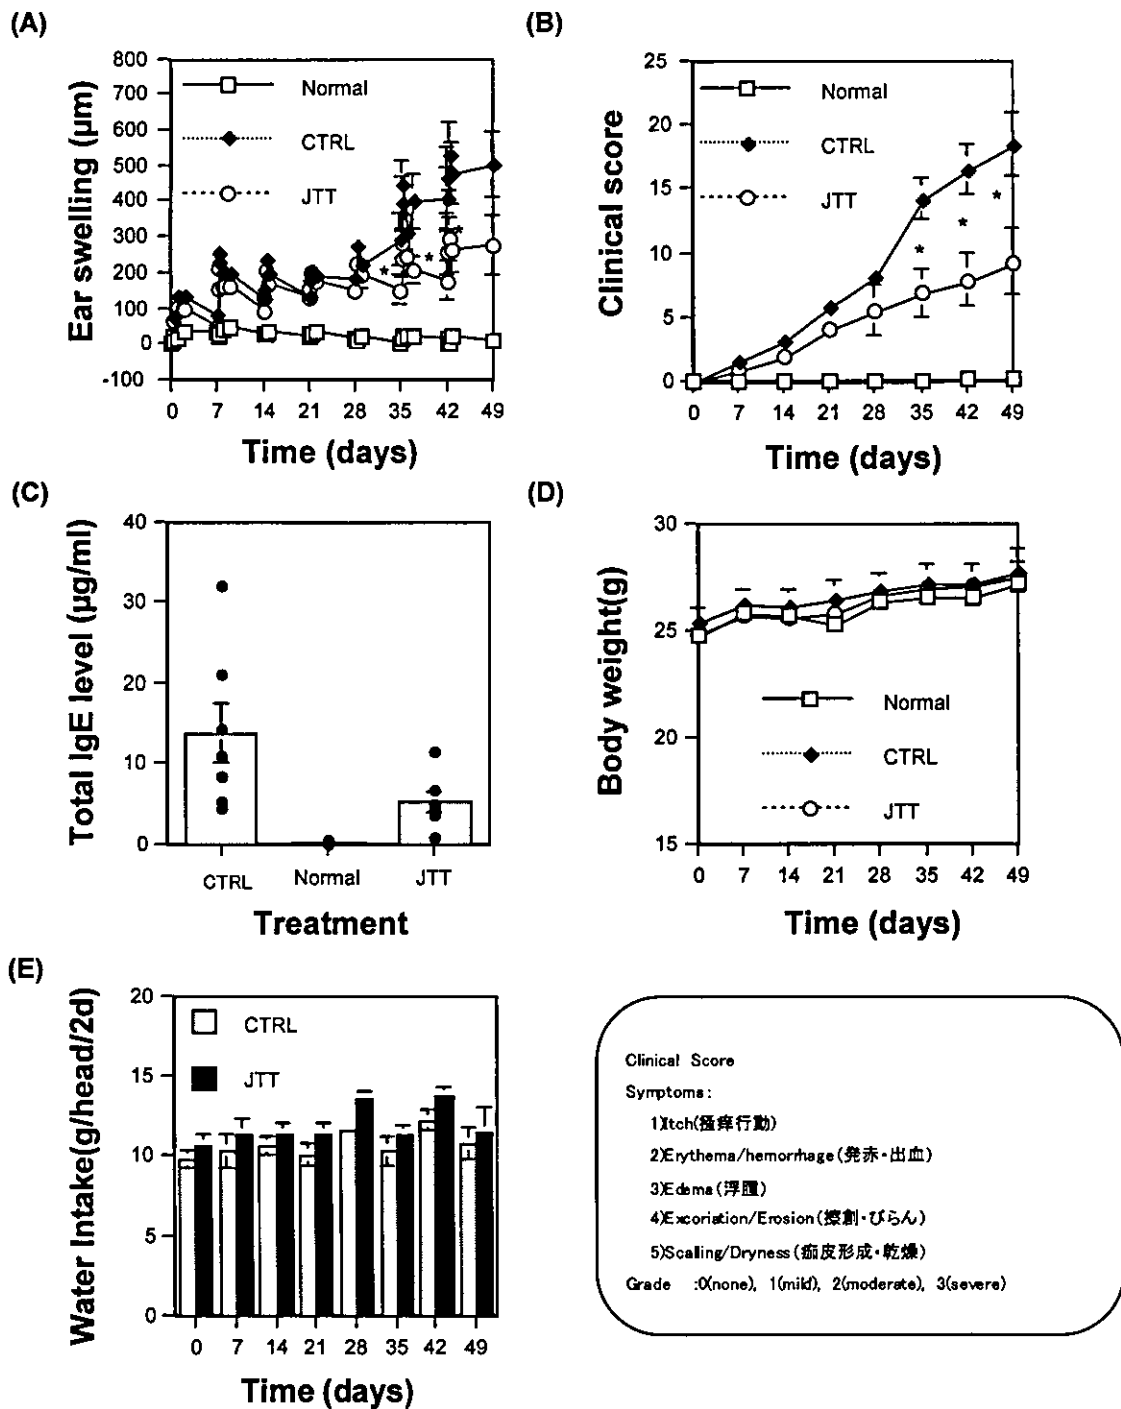 (A)
Ear swelling (µm)
800
700
600
500
400
300
200
100
0
-100
Normal
CTRL
JTT
* * *
0 7 14 21 28 35 42 49
Time (days)
(B)
Clinical score
25
20
15
10
5
0
Normal
CTRL
JTT
* * *
0 7 14 21 28 35 42 49
Time (days)
(C)
Total IgE level (µg/ml)
40
30
20
10
0
CTRL Normal JTT
Treatment
(D)
Body weight(g)
30
25
20
15
Normal
CTRL
JTT
0 7 14 21 28 35 42 49
Time (days)
(E)
Water Intake(g/head/2d)
20
15
10
5
0
CTRL
JTT
0 7 14 21 28 35 42 49
Time (days)
Clinical Score
Symptoms:
1)Itch(掻痒行動)
2)Erythema/hemorrhage(発赤・出血)
3)Edema(浮腫)
4)Excoriation/Erosion(擦創・びらん)
5)Scaling/Dryness(痂皮形成・乾燥)
Grade :0(none), 1(mild), 2(moderate), 3(severe)